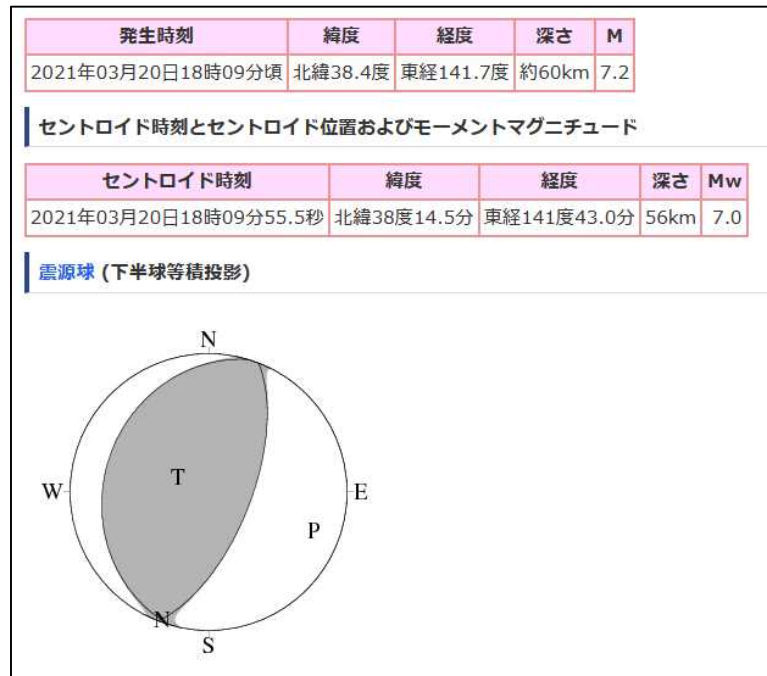 発生時刻 緯度 経度 深さ M
2021年03月20日18時09分頃 北緯38.4度 東経141.7度 約60km 7.2
セントロイド時刻とセントロイド位置およびモーメントマグニチュード
セントロイド時刻 緯度 経度 深さ Mw
2021年03月20日18時09分55.5秒 北緯38度14.5分 東経141度43.0分 56km 7.0
震源球 (下半球等積投影)
N
T
W E
P
N
S